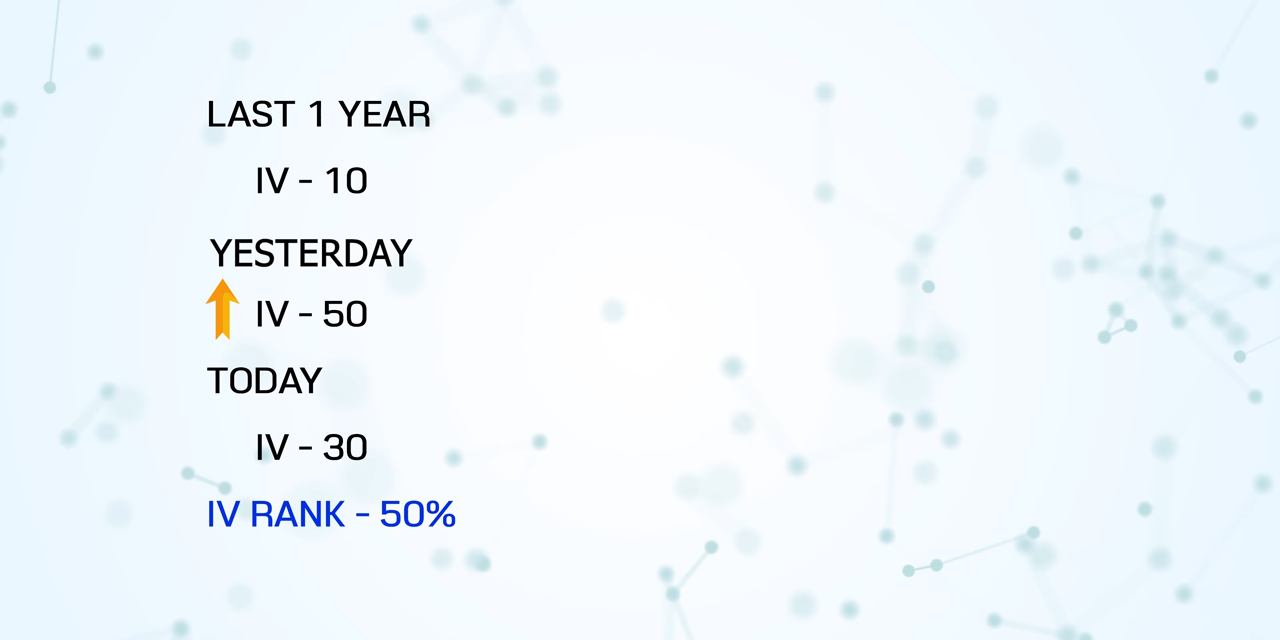 LAST 1 YEAR
IV - 10
YESTERDAY
IV - 50
TODAY
IV - 30
IV RANK - 50%